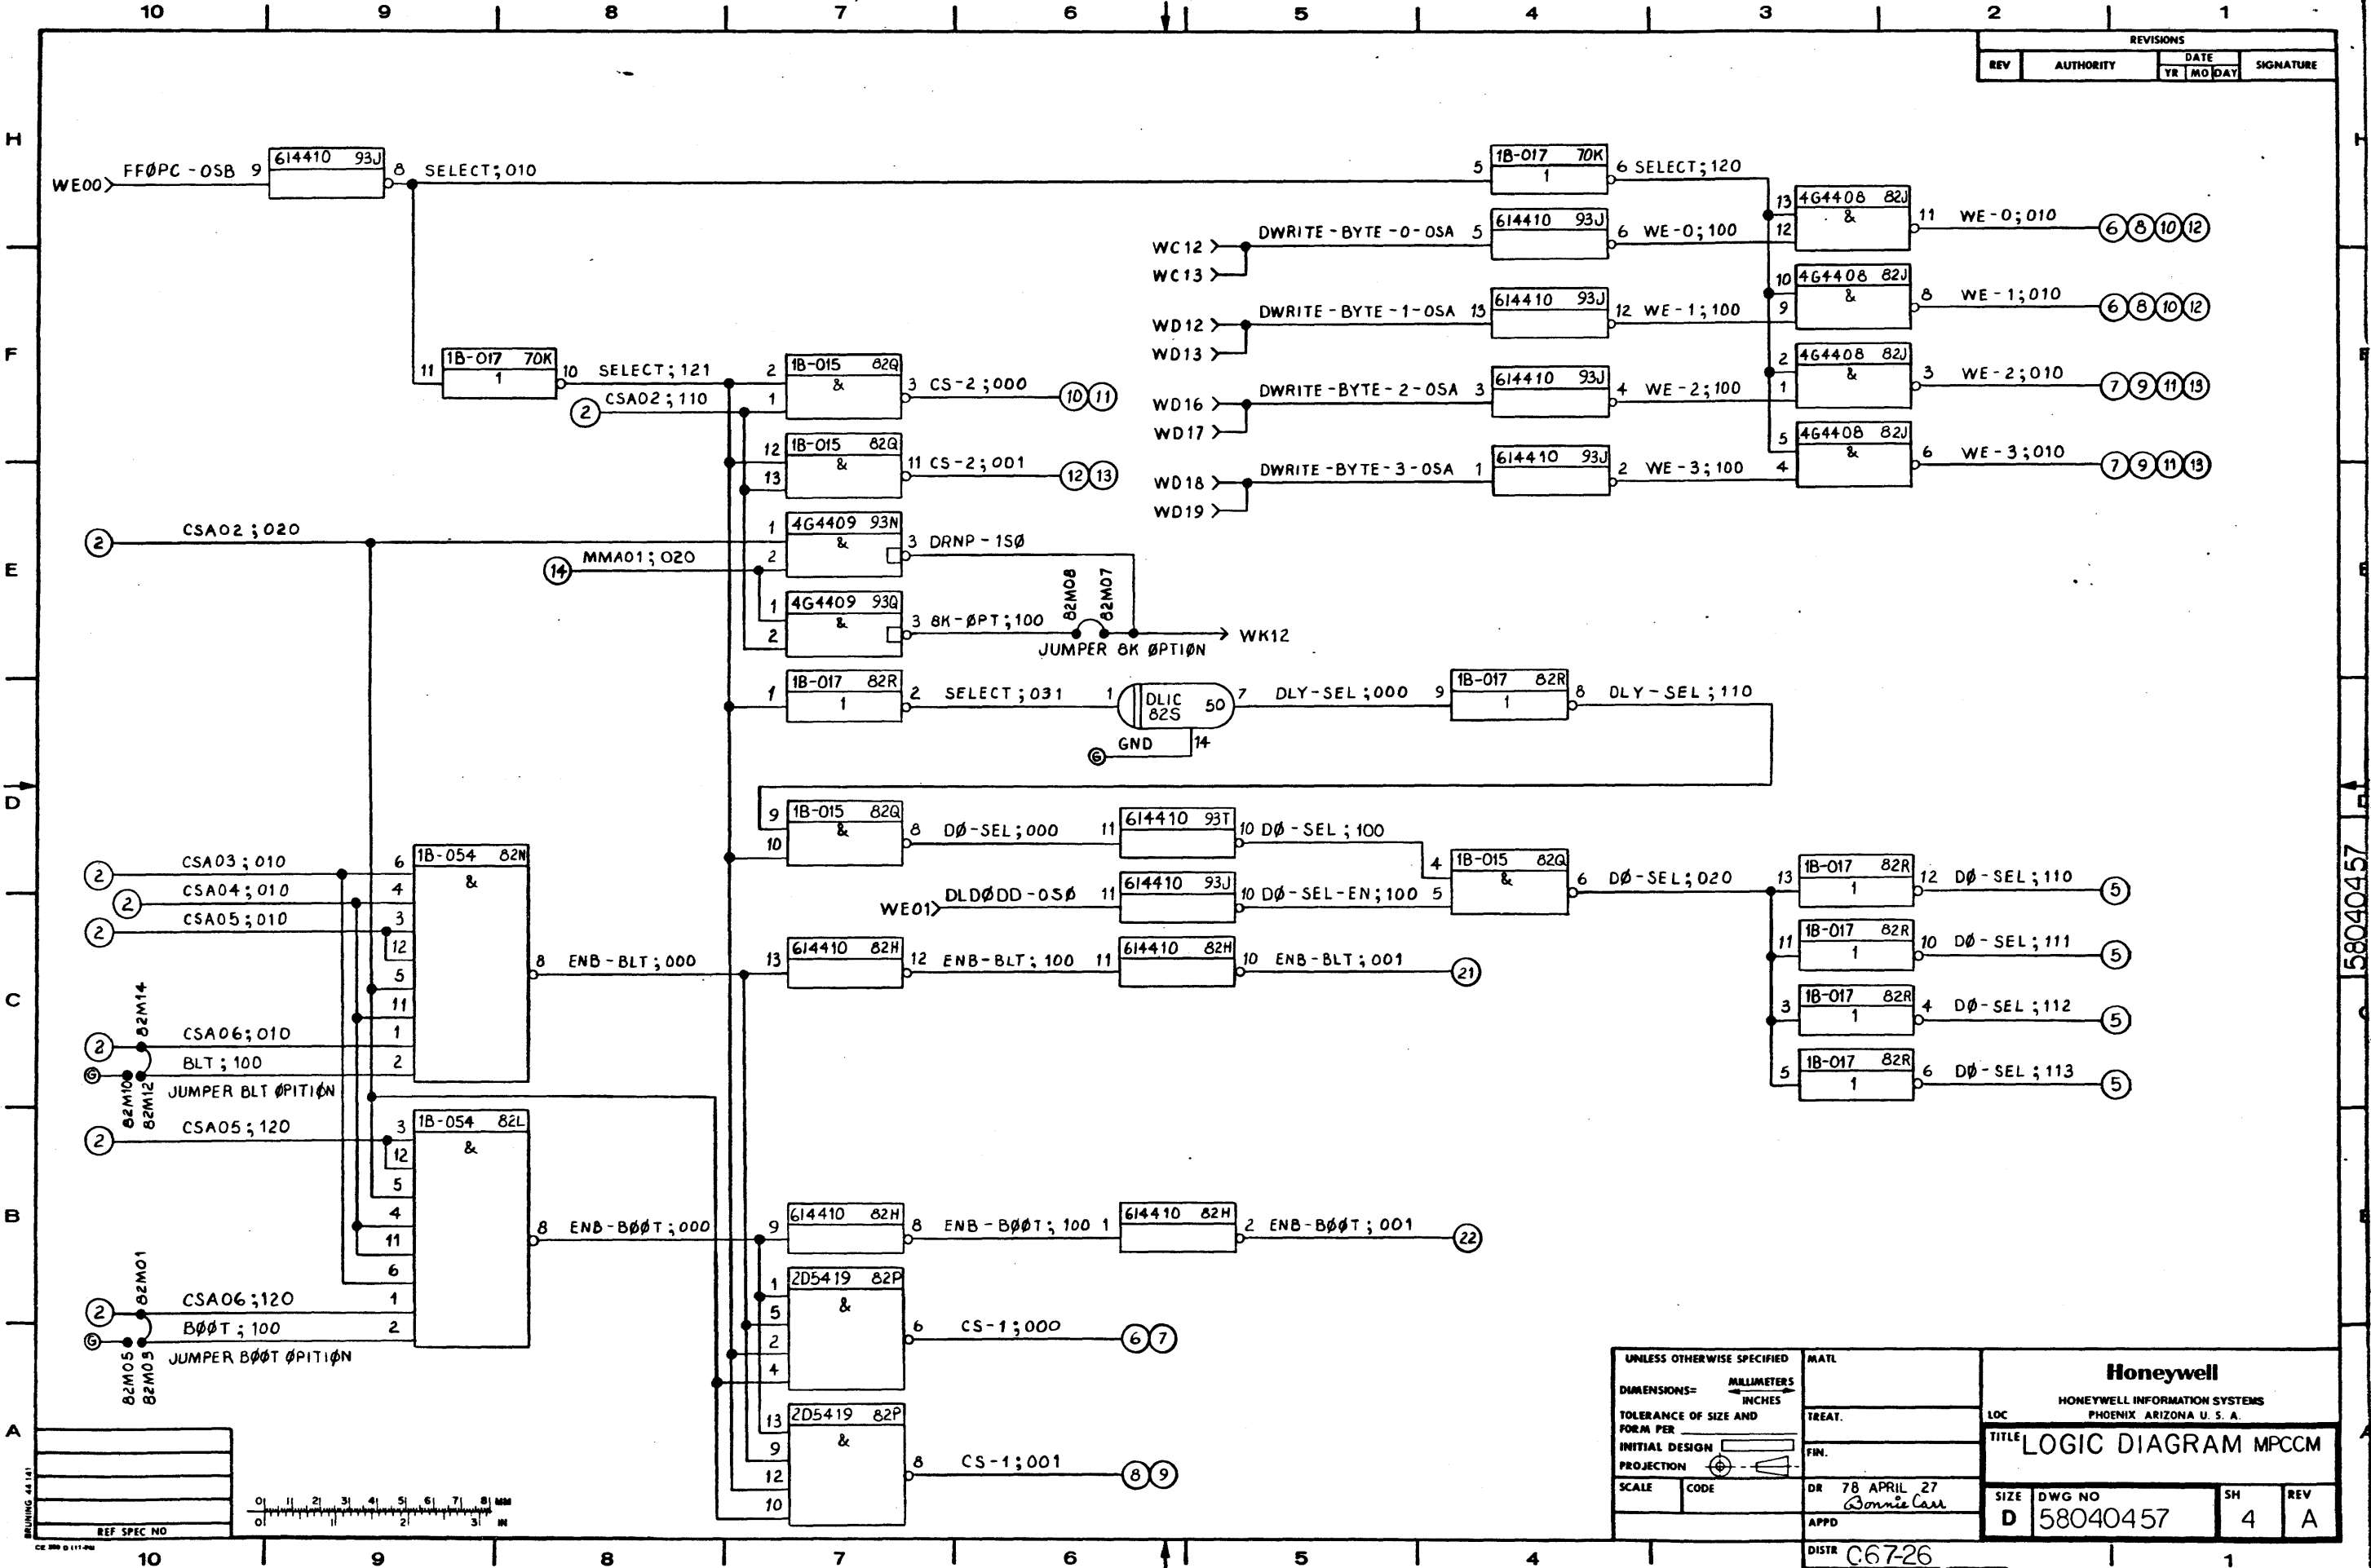 10 9 8 7 6 5 4 3 2 1
REVISIONS
REV AUTHORITY DATE YR MO DAY SIGNATURE
H
WE00 FFØPC-OSB 9 614410 93J 8 SELECT;010
5 1B-017 70K 1 6 SELECT;120
WC12 WC13 DWRITE-BYTE-0-OSA 5 614410 93J 6 WE-0;100
13 12 4G4408 82J & 11 WE-0;010 6 8 10 12
WD12 WD13 DWRITE-BYTE-1-OSA 13 614410 93J 12 WE-1;100
10 9 4G4408 82J & 8 WE-1;010 6 8 10 12
F
WD16 WD17 DWRITE-BYTE-2-OSA 3 614410 93J 4 WE-2;100
2 1 4G4408 82J & 3 WE-2;010 7 9 11 13
WD18 WD19 DWRITE-BYTE-3-OSA 1 614410 93J 2 WE-3;100
5 4 4G4408 82J & 6 WE-3;010 7 9 11 13
11 1B-017 70K 1 10 SELECT;121
2 CSA02;110
2 1 1B-015 82Q & 3 CS-2;000 10 11
12 13 1B-015 82Q & 11 CS-2;001 12 13
E
2 CSA02;020
14 MMA01;020
1 2 4G4409 93N & 3 DRNP-1SØ
1 2 4G4409 93Q & 3 8K-ØPT;100
82M08 82M07
WK12
JUMPER 8K ØPTIØN
1 1B-017 82R 1 2 SELECT;031 1 DLIC 82S 50 7 DLY-SEL;000 9 1B-017 82R 1 8 DLY-SEL;110
G GND 14
D
9 10 1B-015 82Q & 8 DØ-SEL;000 11 614410 93T 10 DØ-SEL;100
WE01 DLDØDD-OSØ 11 614410 93J 10 DØ-SEL-EN;100
4 5 1B-015 82Q & 6 DØ-SEL;020
13 1B-017 82R 1 12 DØ-SEL;110 5
11 1B-017 82R 1 10 DØ-SEL;111 5
3 1B-017 82R 1 4 DØ-SEL;112 5
5 1B-017 82R 1 6 DØ-SEL;113 5
2 CSA03;010 6
2 CSA04;010 4
2 CSA05;010 3
12
5
11
C
2 CSA06;010 1
G BLT;100 2
82M14
82M10 82M12
JUMPER BLT ØPITIØN
1B-054 82N &
8 ENB-BLT;000 13 614410 82H 12 ENB-BLT;100 11 614410 82H 10 ENB-BLT;001 21
2 CSA05;120 3
12
5
4
11
6
B
2 CSA06;120 1
G BØØT;100 2
82M01
82M05 82M03
JUMPER BØØT ØPITIØN
1B-054 82L &
8 ENB-BØØT;000 9 614410 82H 8 ENB-BØØT;100 1 614410 82H 2 ENB-BØØT;001 22
1 5 2 4 2D5419 82P & 6 CS-1;000 6 7
13 9 12 10 2D5419 82P & 8 CS-1;001 8 9
A
58040457
UNLESS OTHERWISE SPECIFIED
DIMENSIONS= MILLIMETERS INCHES
TOLERANCE OF SIZE AND FORM PER
INITIAL DESIGN
PROJECTION
SCALE CODE
MATL
TREAT.
FIN.
DR 78 APRIL 27
Bonnie Carr
APPD
DISTR C67-26
Honeywell
HONEYWELL INFORMATION SYSTEMS
LOC PHOENIX ARIZONA U. S. A.
TITLE LOGIC DIAGRAM MPCCM
SIZE D DWG NO 58040457 SH 4 REV A
REF SPEC NO
BRUNING 44 141
0 1 2 3 4 5 6 7 8 MM
0 1 2 3 IN
10 9 8 7 6 5 4 3 2 1